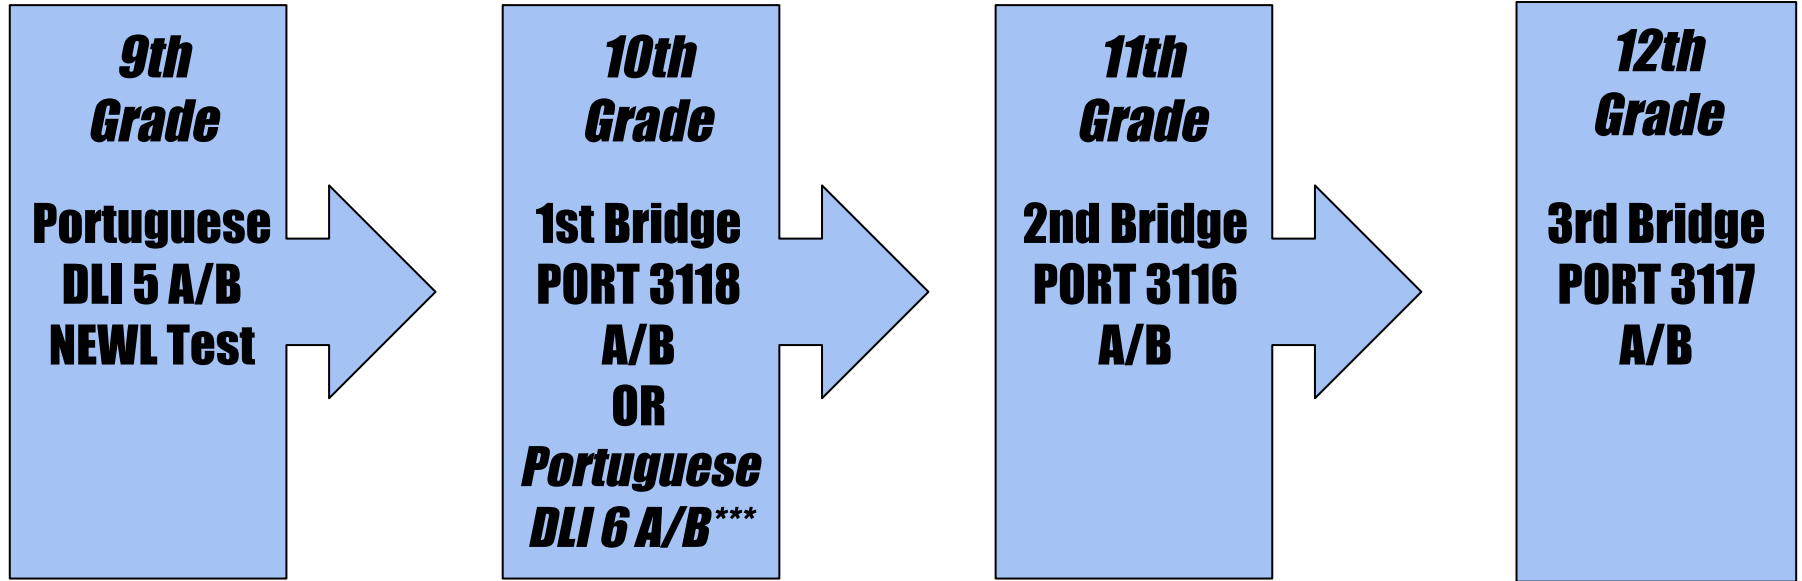 9th
Grade
Portuguese
DLI 5 A/B
NEWL Test
10th
Grade
1st Bridge
PORT 3118
A/B
OR
Portuguese
DLI 6 A/B***
11th
Grade
2nd Bridge
PORT 3116
A/B
12th
Grade
3rd Bridge
PORT 3117
A/B